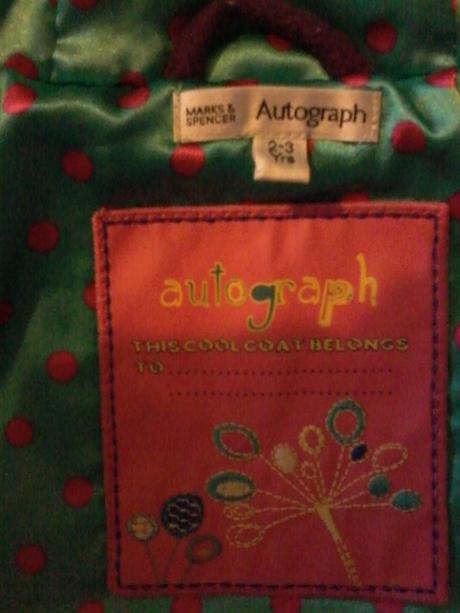 MARKS &
SPENCER
Autograph
2-3
Yrs
autograph
THIS COOL COAT BELONGS
TO